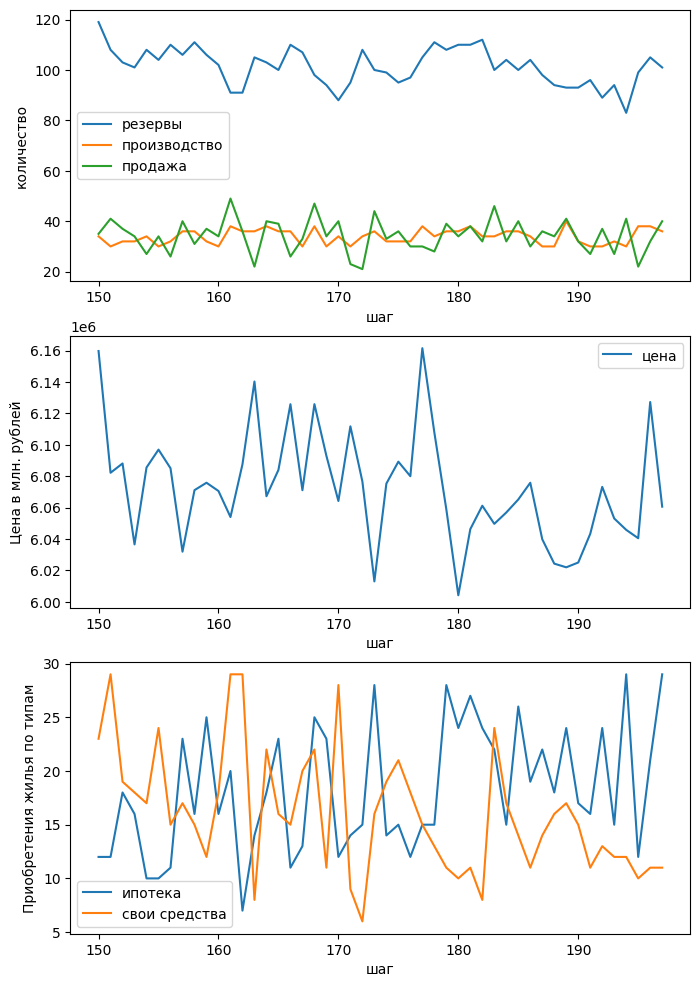 количество
120
100
80
60
40
20
резервы
производство
продажа
150
160
170
180
190
шаг
1e6
Цена в млн. рублей
6.16
6.14
6.12
6.10
6.08
6.06
6.04
6.02
6.00
цена
150
160
170
180
190
шаг
Приобретения жилья по типам
30
25
20
15
10
5
ипотека
свои средства
150
160
170
180
190
шаг